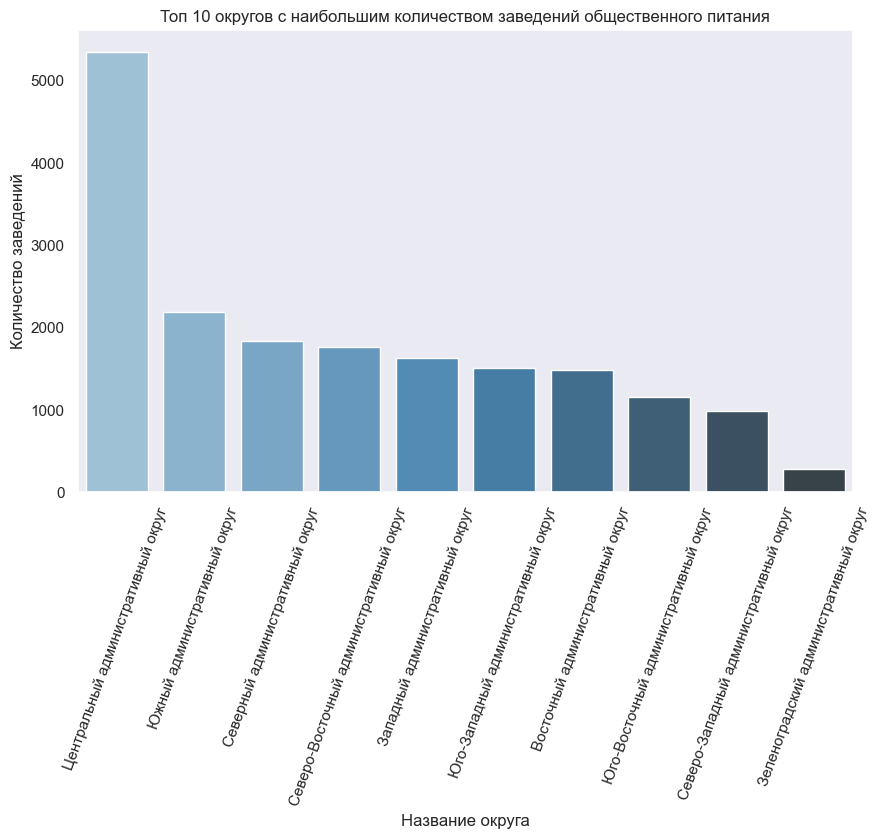 Топ 10 округов с наибольшим количеством заведений общественного питания
Количество заведений
5000
4000
3000
2000
1000
0
Центральный административный округ
Южный административный округ
Северный административный округ
Северо-Восточный административный округ
Западный административный округ
Юго-Западный административный округ
Восточный административный округ
Юго-Восточный административный округ
Северо-Западный административный округ
Зеленоградский административный округ
Название округа